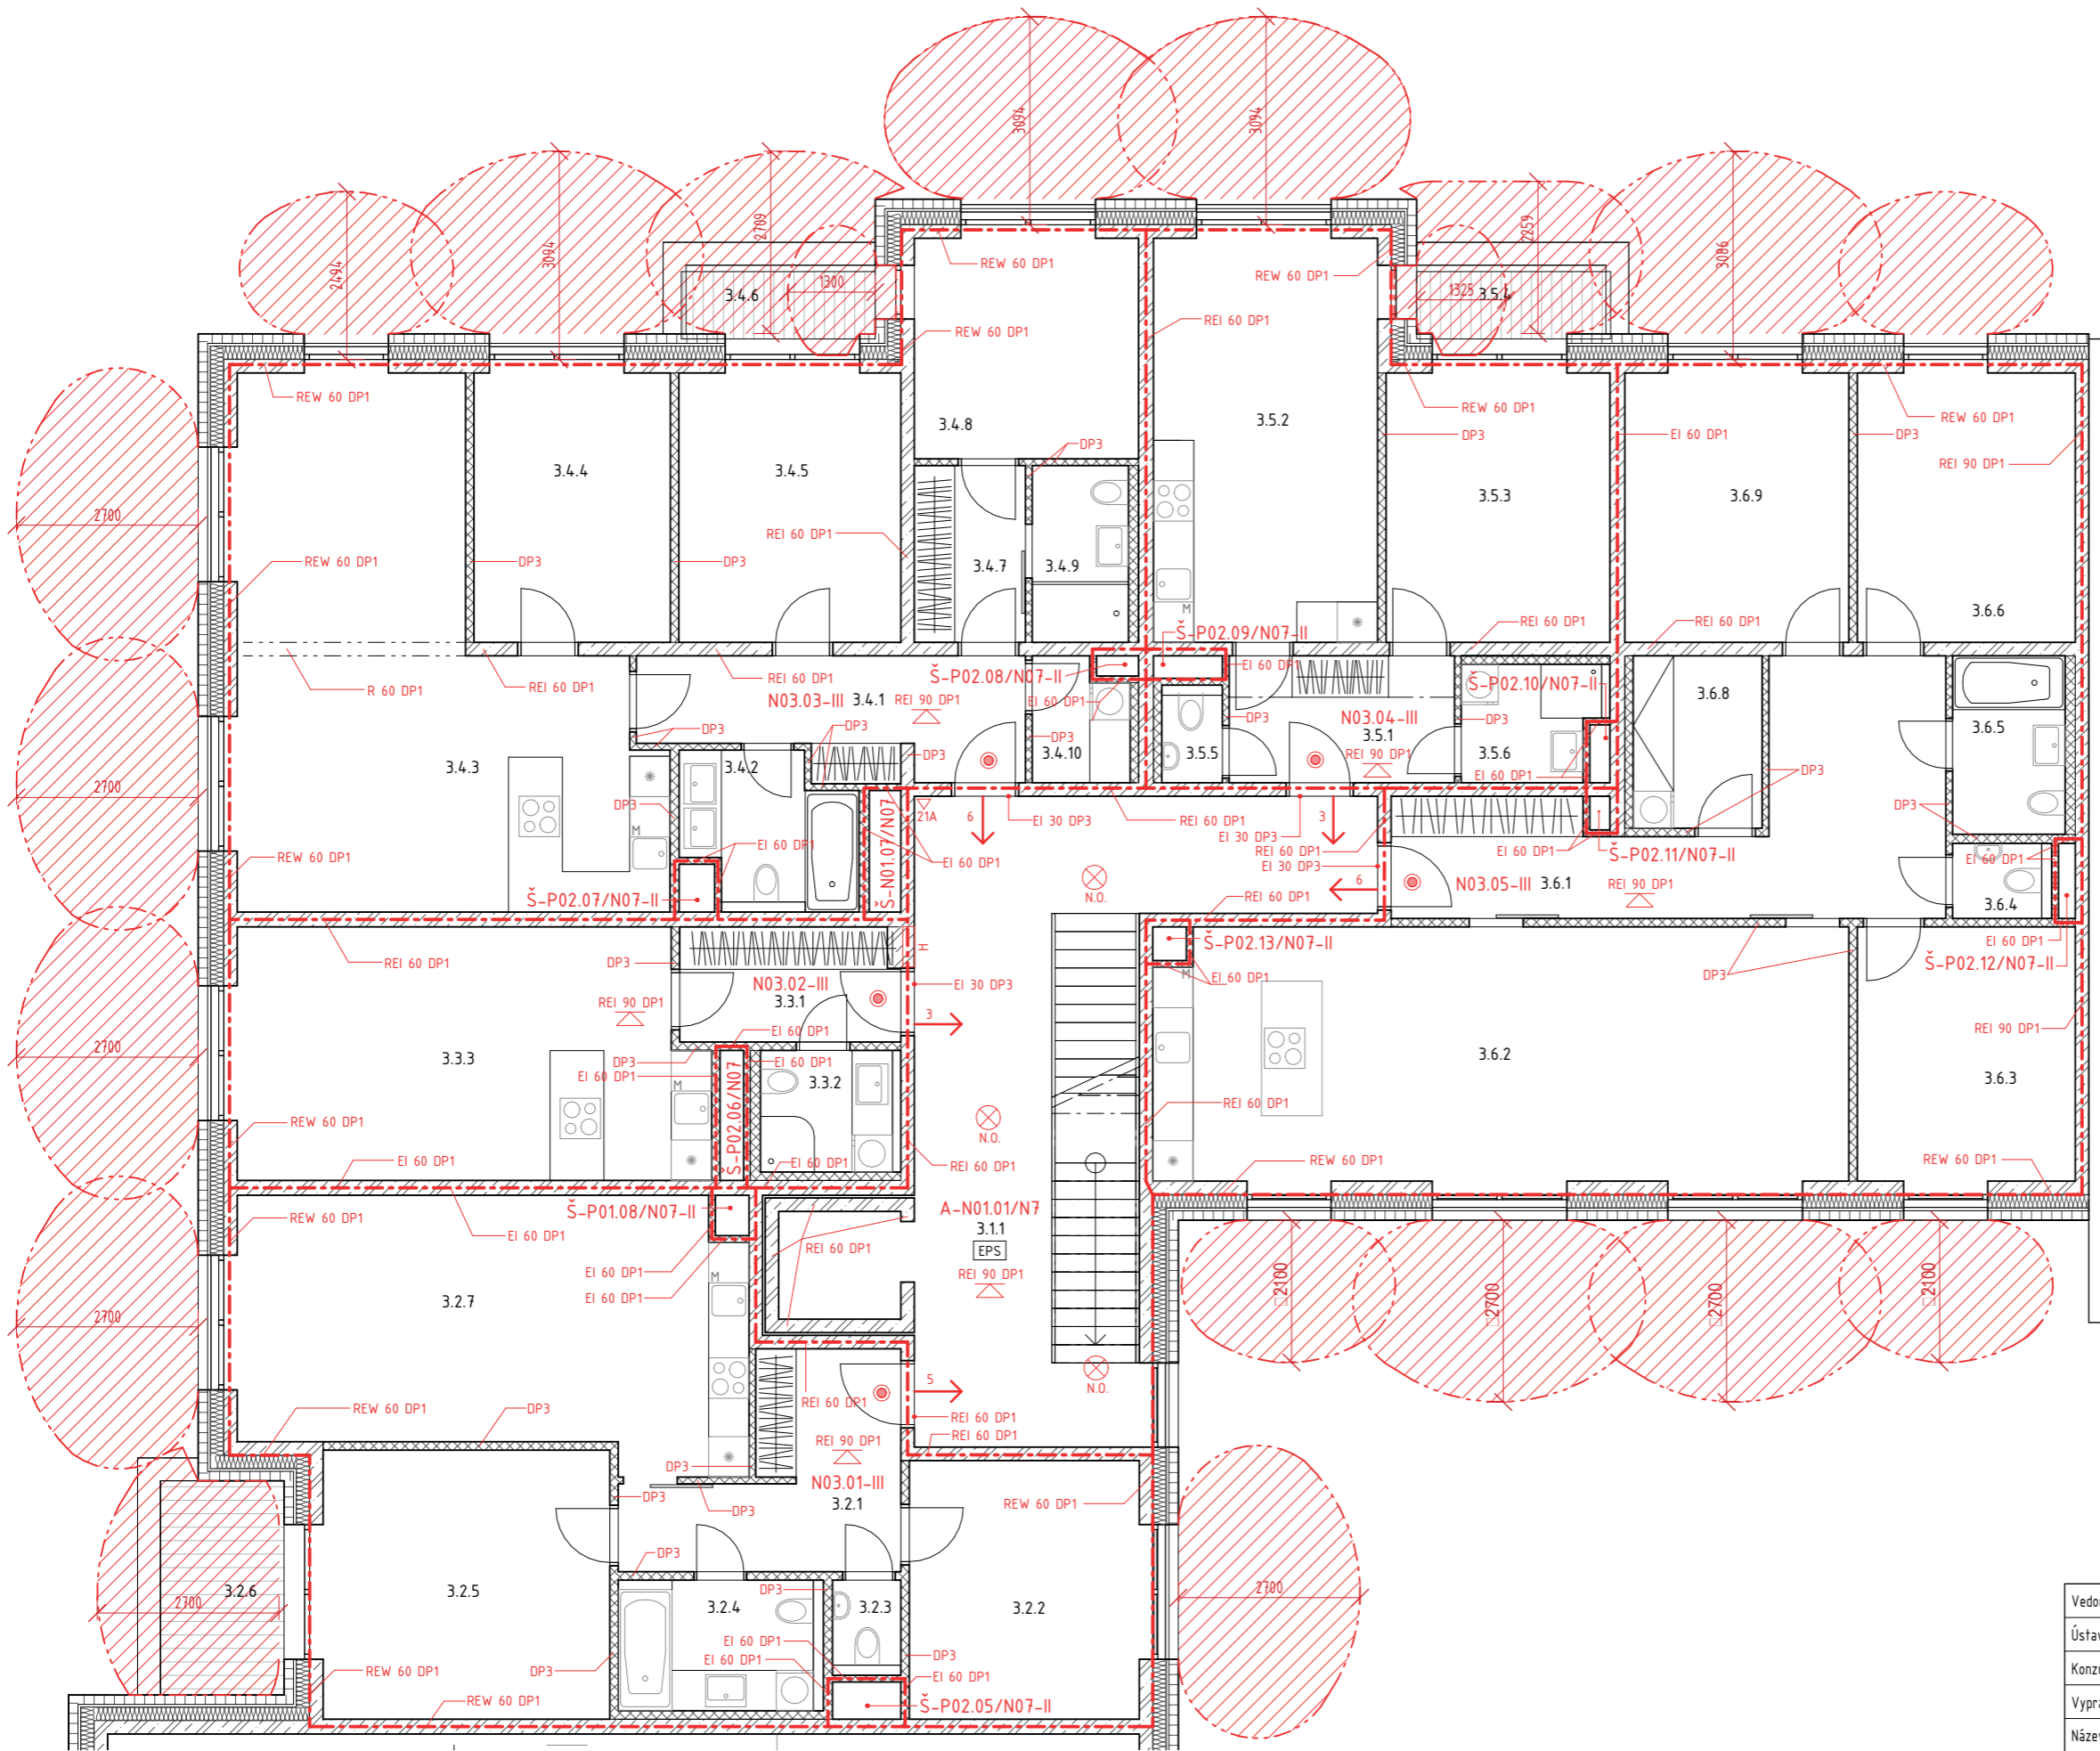 3094
3094
3094
2709
2494
2259
3086
1300
1325
3.4.6
3.5.4
REW 60 DP1
REW 60 DP1
REW 60 DP1
REI 60 DP1
REW 60 DP1
REW 60 DP1
REW 60 DP1
3.4.8
3.5.2
DP3
DP3
EI 60 DP1
DP3
REI 90 DP1
3.4.4
3.4.5
3.5.3
3.6.9
2700
REI 60 DP1
REW 60 DP1
DP3
DP3
3.4.7
3.4.9
M
3.6.6
Š-P02.09/N07-II
REI 60 DP1
REI 60 DP1
EI 60 DP1
R 60 DP1
REI 60 DP1
REI 60 DP1
Š-P02.08/N07-II
Š-P02.10/N07-II
3.6.8
N03.03-III 3.4.1
REI 90 DP1
EI 60 DP1
DP3
N03.04-III
3.5.1
REI 90 DP1
DP3
3.6.5
DP3
DP3
DP3
DP3
3.4.10
3.5.5
3.5.6
3.4.3
3.4.2
EI 60 DP1
DP3
2700
DP3
M
21A
6
EI 30 DP3
REI 60 DP1
3
EI 30 DP3
REI 60 DP1
EI 30 DP3
DP3
EI 60 DP1
Š-N01.07/N07
EI 60 DP1
EI 60 DP1
Š-P02.11/N07-II
EI 60 DP1
REW 60 DP1
Š-P02.07/N07-II
N.O.
6
REI 60 DP1
N03.05-III 3.6.1
REI 90 DP1
3.6.4
REI 60 DP1
DP3
H
Š-P02.13/N07-II
EI 60 DP1
M
EI 60 DP1
Š-P02.12/N07-II
DP3
N03.02-III
3.3.1
REI 90 DP1
EI 30 DP3
3
EI 60 DP1
REI 90 DP1
2700
3.3.3
DP3
EI 60 DP1
EI 60 DP1
M
3.3.2
3.6.2
3.6.3
Š-P02.06/N07
REW 60 DP1
N.O.
REI 60 DP1
EI 60 DP1
EI 60 DP1
REI 60 DP1
REW 60 DP1
REW 60 DP1
REW 60 DP1
Š-P01.08/N07-II
EI 60 DP1
A-N01.01/N7
3.1.1
EPS
REI 90 DP1
REI 60 DP1
EI 60 DP1
EI 60 DP1
M
3.2.7
2700
□2100
□2700
□2700
□2100
N.O.
5
REI 60 DP1
REW 60 DP1
DP3
REI 60 DP1
REI 60 DP1
REI 90 DP1
DP3
N03.01-III
3.2.1
DP3
DP3
REW 60 DP1
DP3
DP3
2700
3.2.6
2700
3.2.5
3.2.4
3.2.3
3.2.2
EI 60 DP1
EI 60 DP1
DP3
EI 60 DP1
REW 60 DP1
DP3
REW 60 DP1
Š-P02.05/N07-II